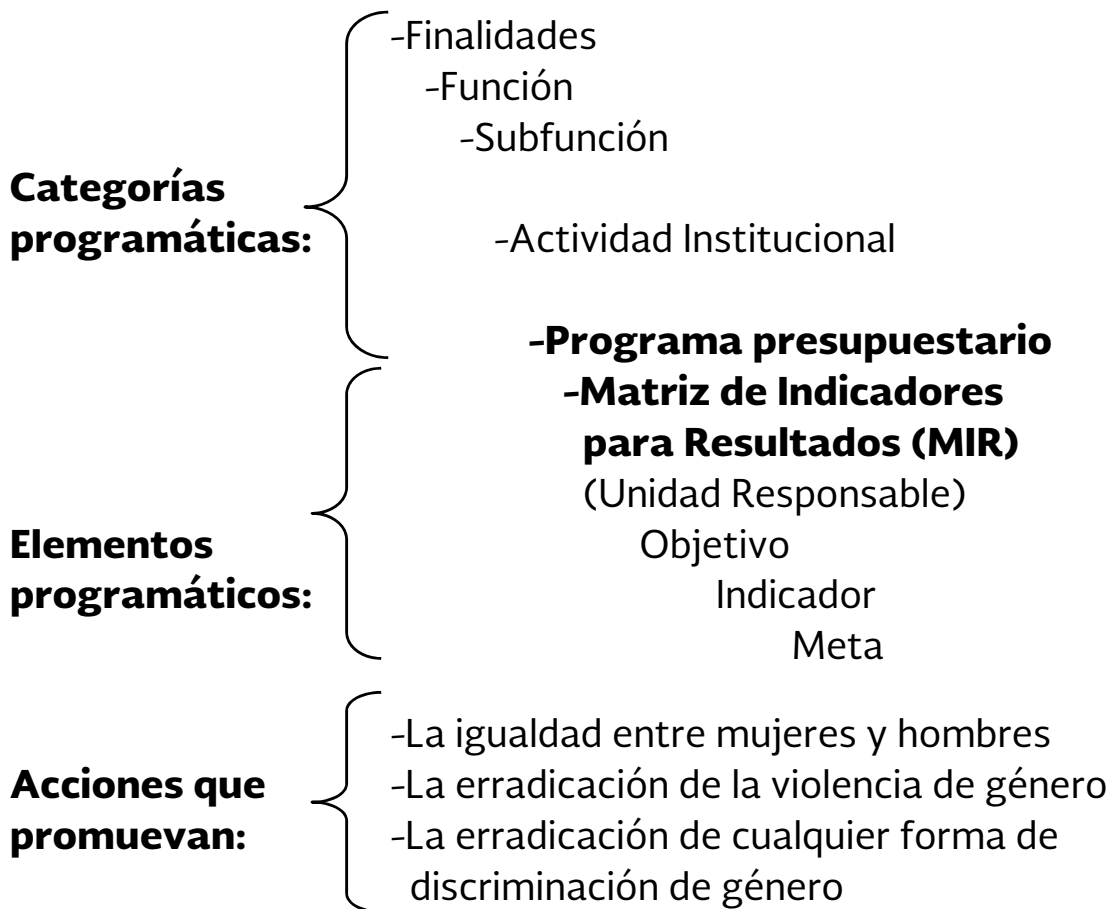 -Finalidades
-Función
-Subfunción
Categorías
programáticas:
-Actividad Institucional
-Programa presupuestario
-Matriz de Indicadores
para Resultados (MIR)
(Unidad Responsable)
Elementos
programáticos:
Objetivo
Indicador
Meta
Acciones que
promuevan:
-La igualdad entre mujeres y hombres
-La erradicación de la violencia de género
-La erradicación de cualquier forma de
discriminación de género